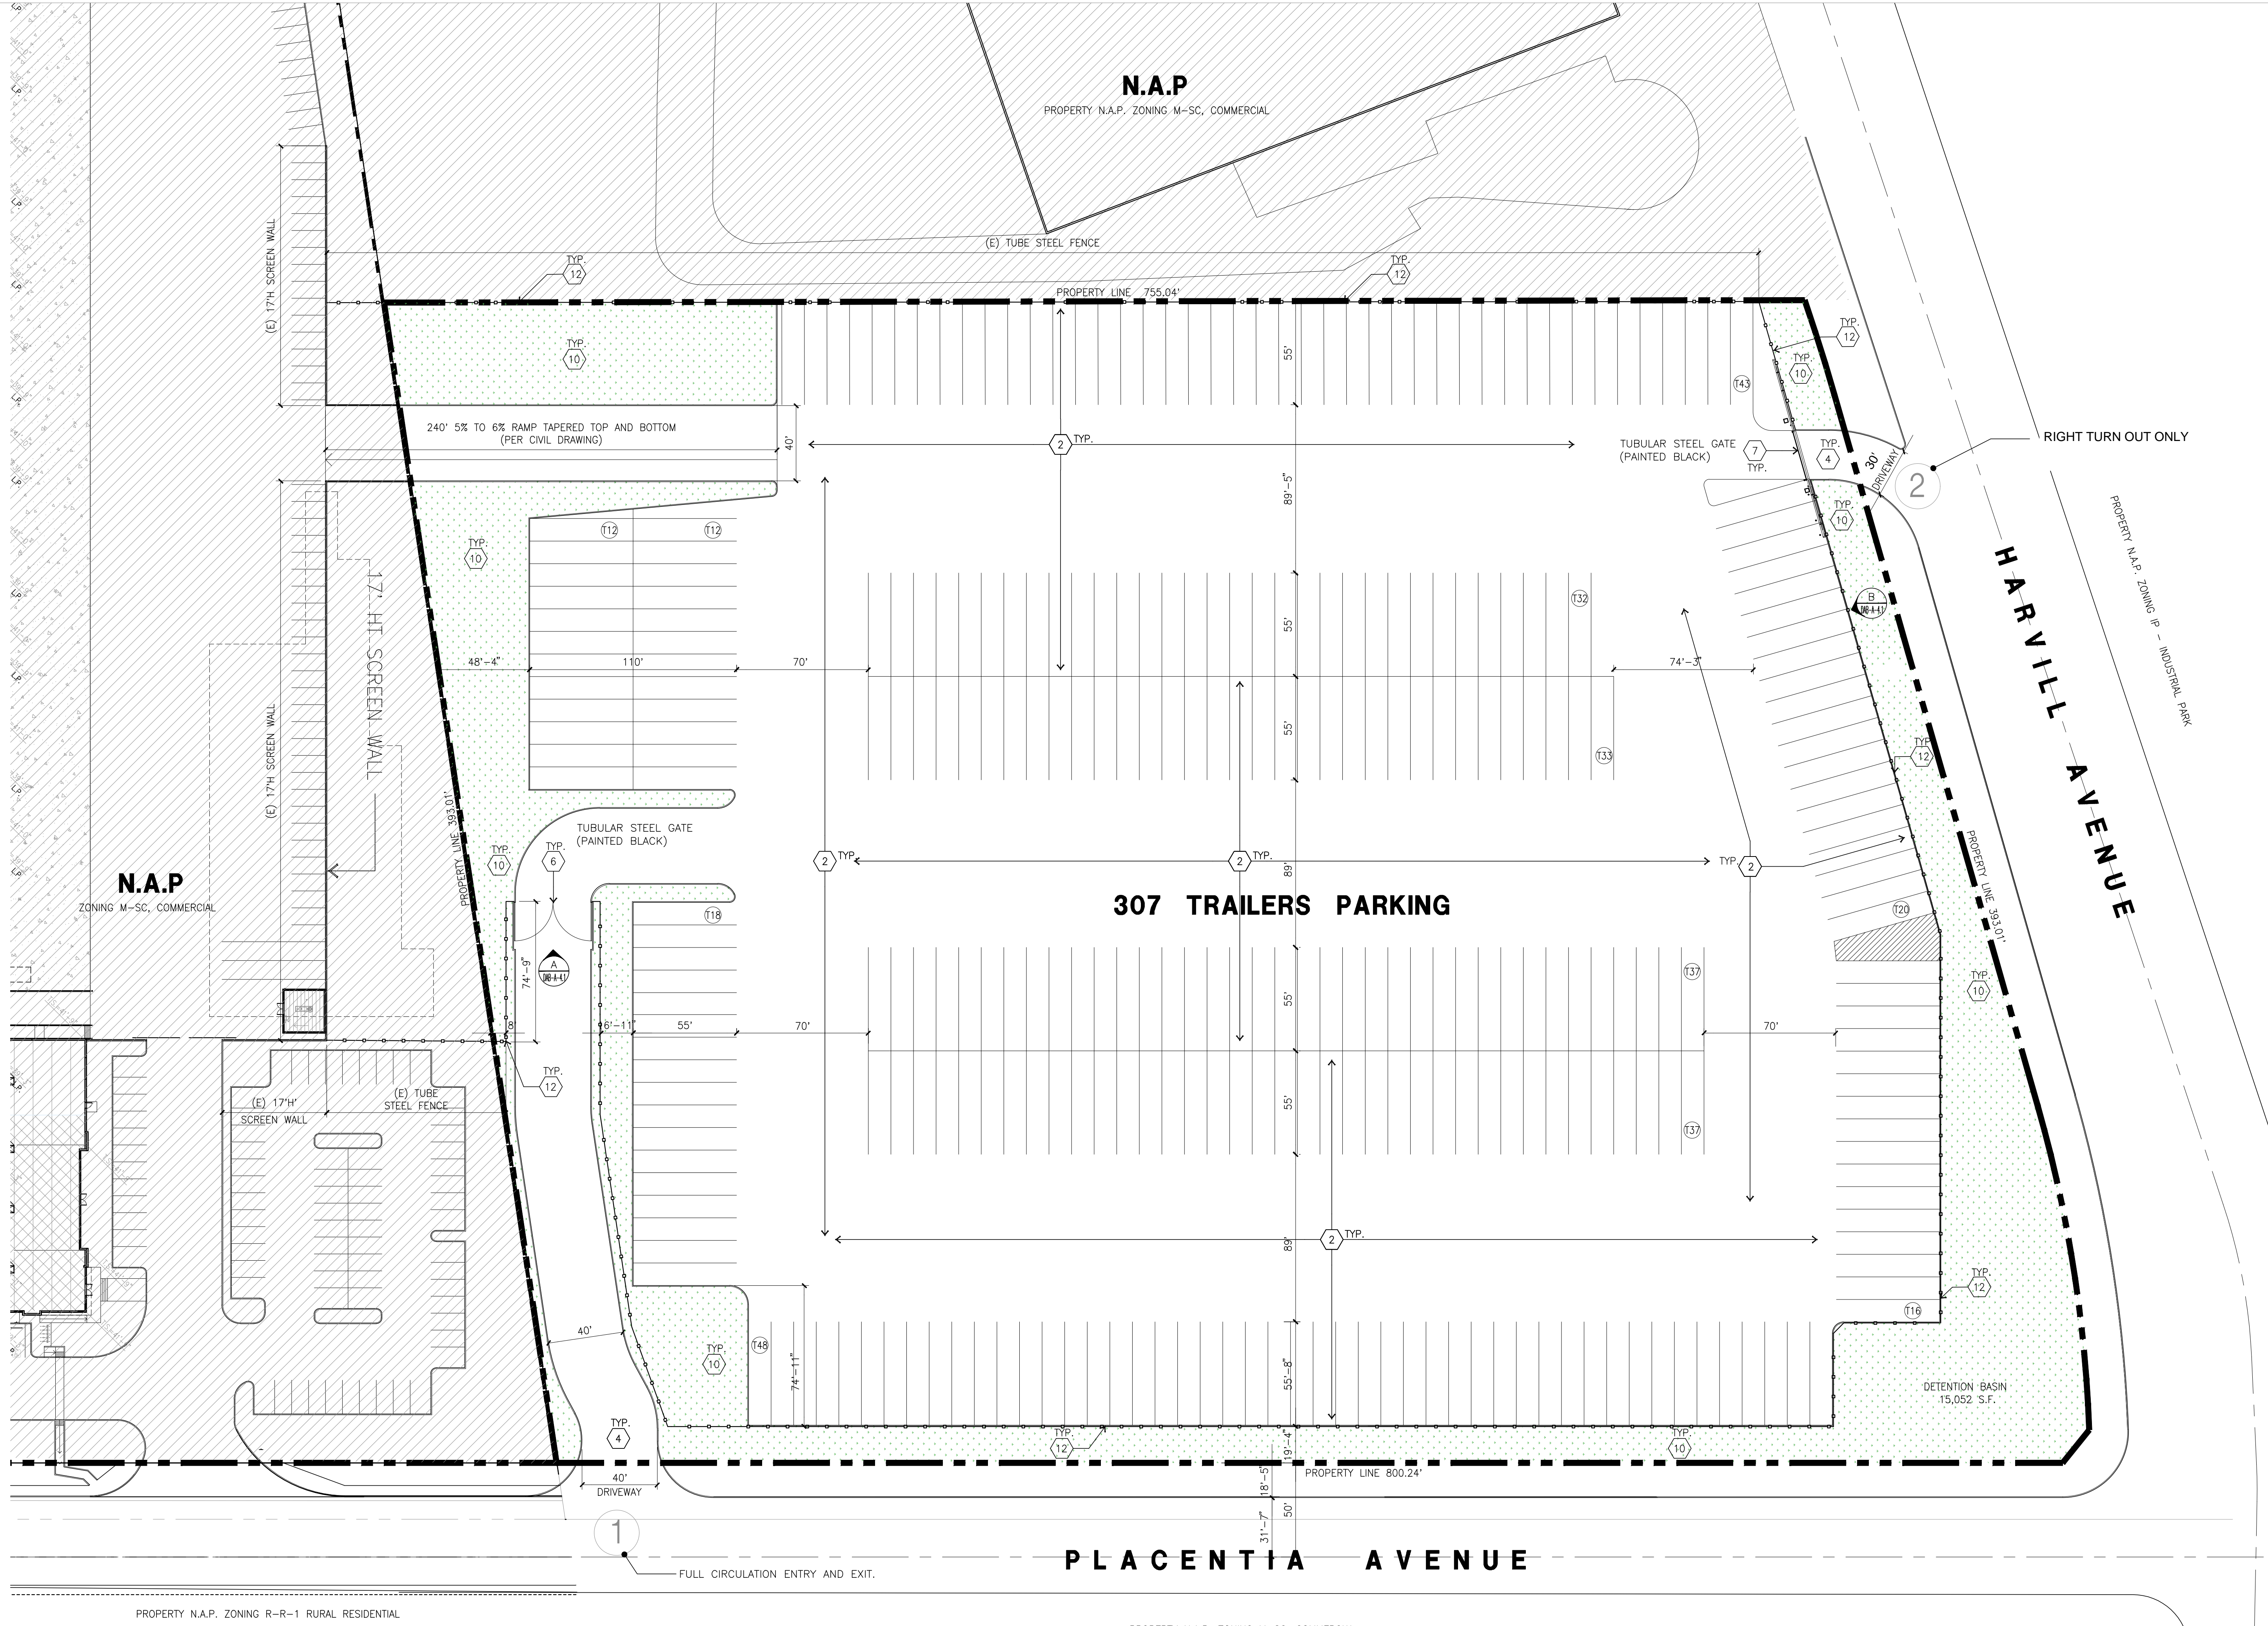 N.A.P
PROPERTY N.A.P. ZONING M-SC, COMMERCIAL
(E) TUBE STEEL FENCE
(E) 17'H SCREEN WALL
TYP.
12
TYP.
12
PROPERTY LINE 755.04'
TYP.
12
TYP.
10
55'
T43
TYP.
10
240' 5% TO 6% RAMP TAPERED TOP AND BOTTOM
(PER CIVIL DRAWING)
40'
2 TYP.
TUBULAR STEEL GATE
(PAINTED BLACK)
7
TYP.
TYP.
4
30'
DRIVEWAY
2
RIGHT TURN OUT ONLY
89'-5"
TYP.
10
T12
T12
TYP.
10
17' HT SCREEN WALL
T32
B
55'
HARVILL AVENUE
PROPERTY N.A.P. ZONING IP - INDUSTRIAL PARK
48'-4"
110'
70'
74'-3"
55'
T33
TYP.
12
(E) 17'H SCREEN WALL
PROPERTY LINE 393.01'
TUBULAR STEEL GATE
(PAINTED BLACK)
TYP.
10
TYP.
6
2 TYP.
2 TYP.
89'
TYP. 2
PROPERTY LINE 393.01'
N.A.P
ZONING M-SC, COMMERCIAL
307 TRAILERS PARKING
T18
T20
74'-9"
A
T37
55'
TYP.
10
8'
6'-11"
55'
70'
70'
TYP.
12
(E) 17'H'
SCREEN WALL
(E) TUBE
STEEL FENCE
55'
T37
2 TYP.
89'
TYP.
12
T16
40'
T48
TYP.
10
74'-11"
55'-8"
DETENTION BASIN
15,052 S.F.
TYP.
4
TYP.
12
19'-4"
TYP.
10
40'
DRIVEWAY
PROPERTY LINE 800.24'
18'-5"
50'
31'-7"
1
PLACENTIA AVENUE
FULL CIRCULATION ENTRY AND EXIT.
PROPERTY N.A.P. ZONING R-R-1 RURAL RESIDENTIAL